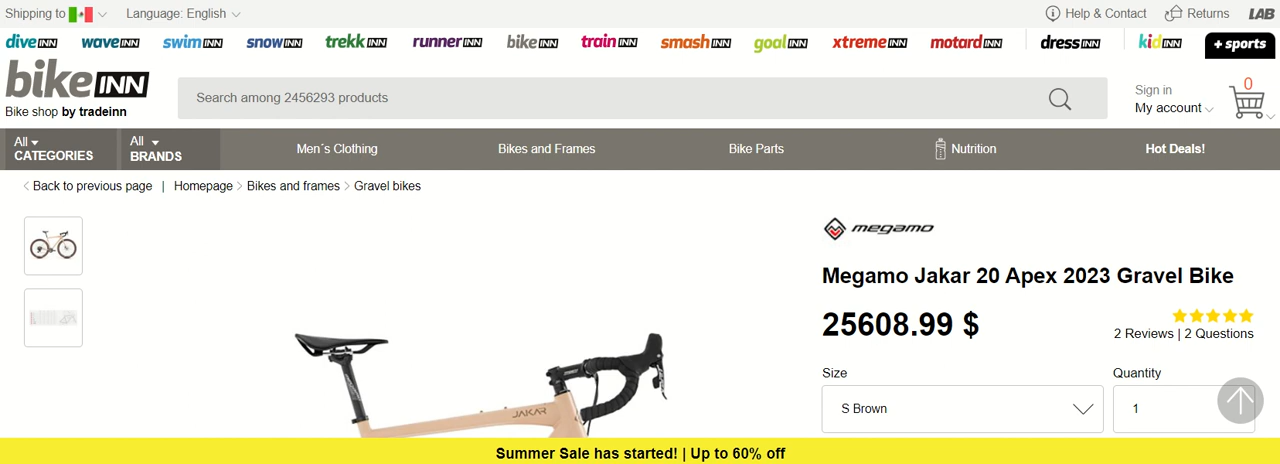 Shipping to
Language: English
Help & Contact
Returns
LAB
diveINN
waveINN
swimINN
snowINN
trekkINN
runnerINN
bikeINN
trainINN
smashINN
goalINN
xtremeINN
motardINN
dressINN
kidINN
+ sports
bikeINN
Bike shop by tradeinn
Search among 2456293 products
Sign in
My account
0
All
CATEGORIES
All
BRANDS
Men´s Clothing
Bikes and Frames
Bike Parts
Nutrition
Hot Deals!
Back to previous page | Homepage > Bikes and frames > Gravel bikes
megamo
Megamo Jakar 20 Apex 2023 Gravel Bike
25608.99 $
2 Reviews | 2 Questions
Size
Quantity
S Brown
1
JAKAR
Summer Sale has started! | Up to 60% off